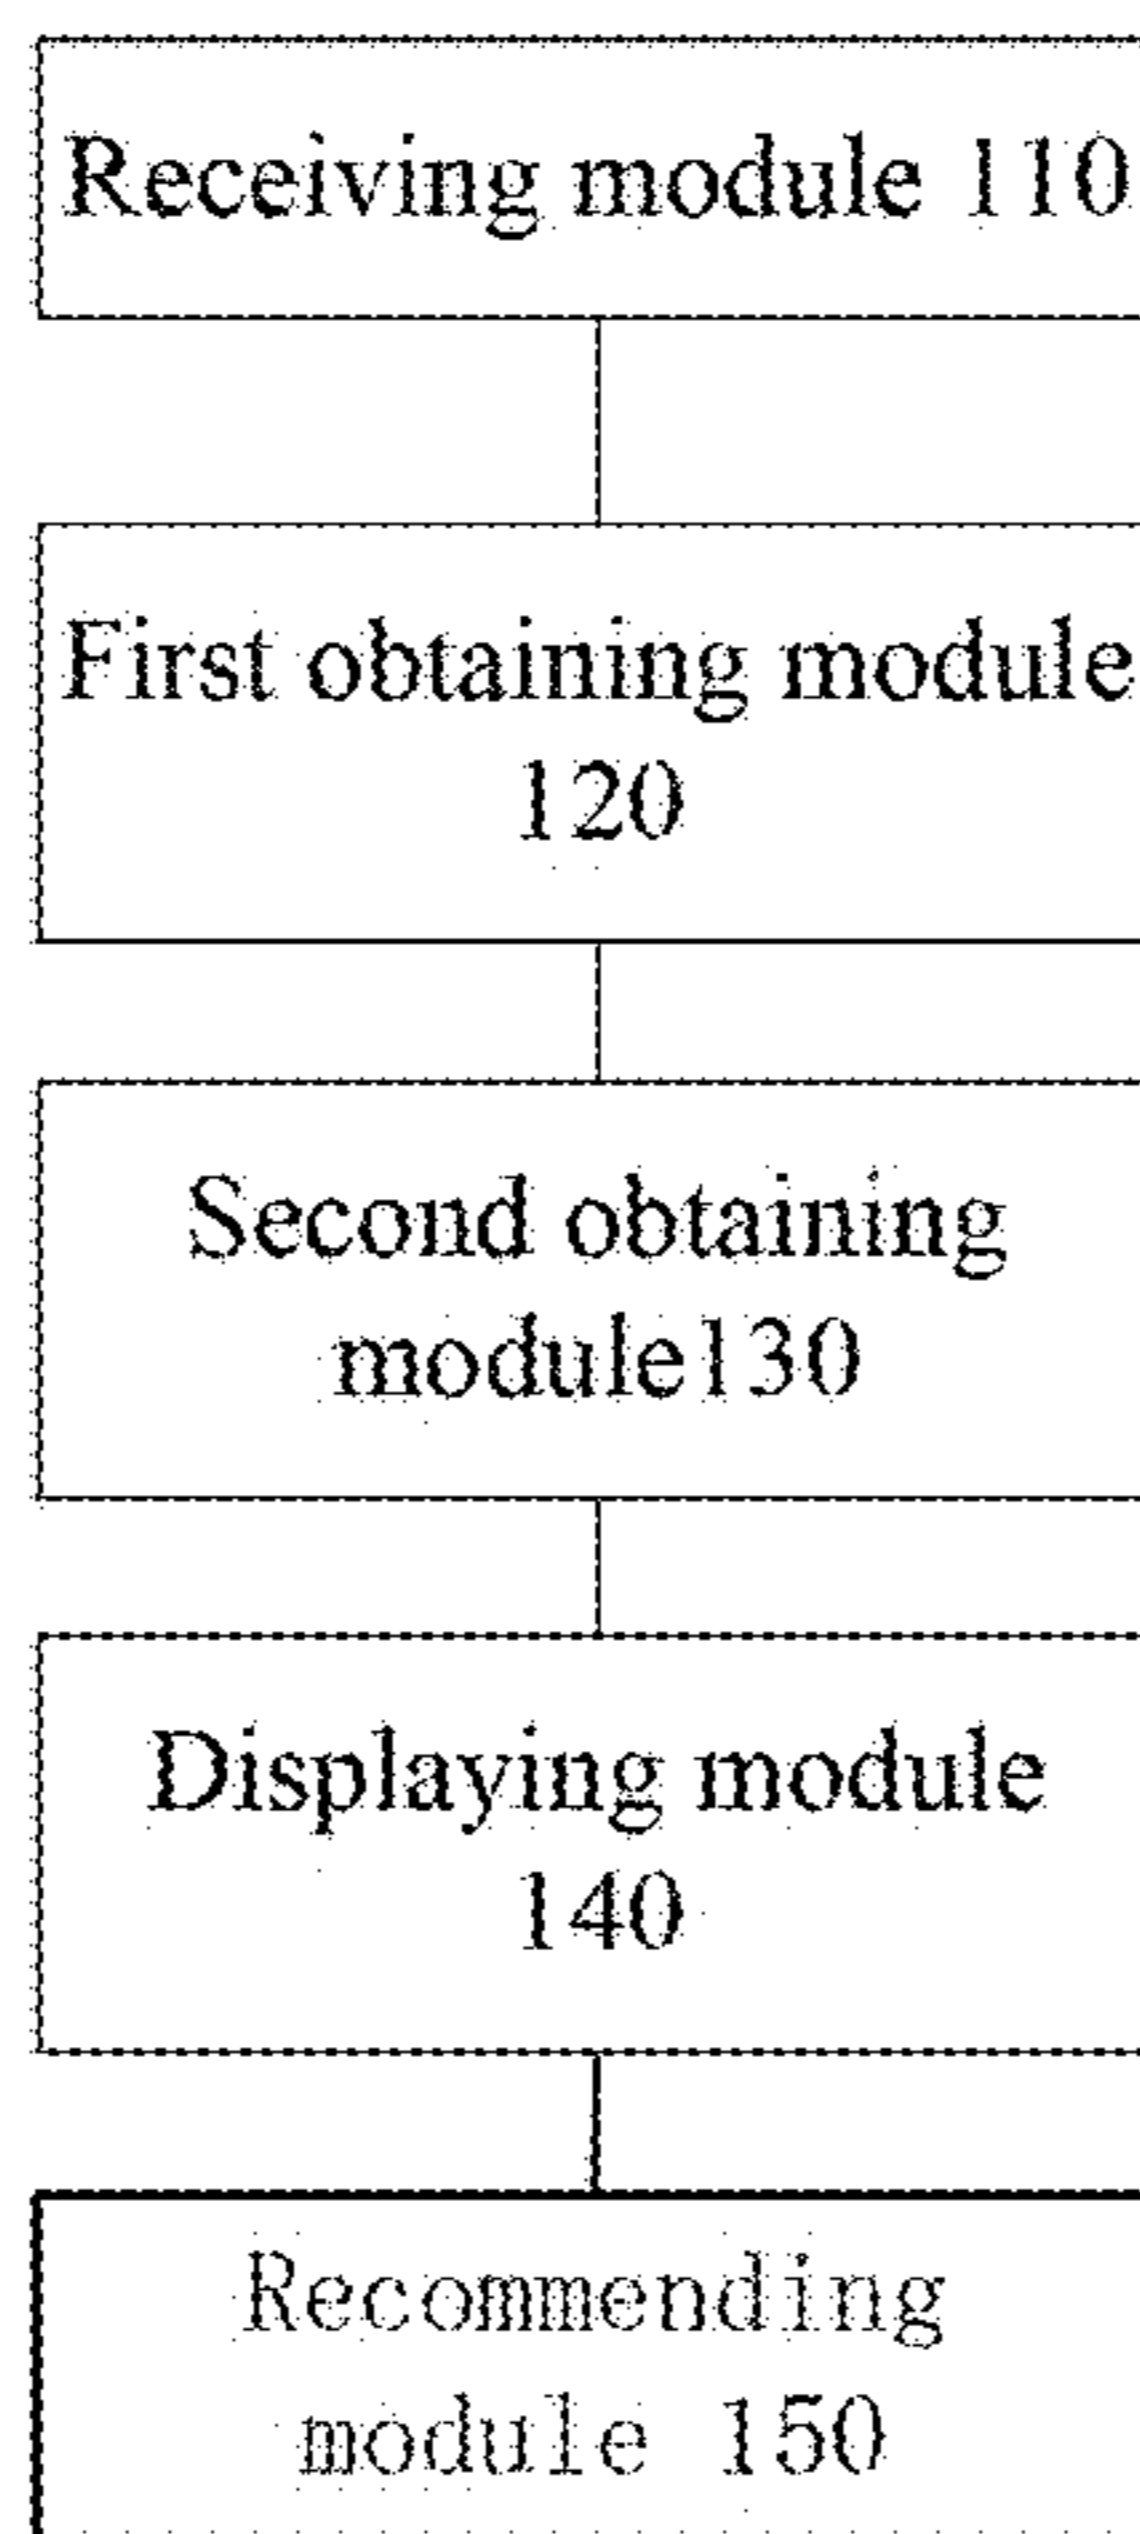 Receiving module 110
First obtaining module
120
Second obtaining
module130
Displaying module
140
Recommending
module 150